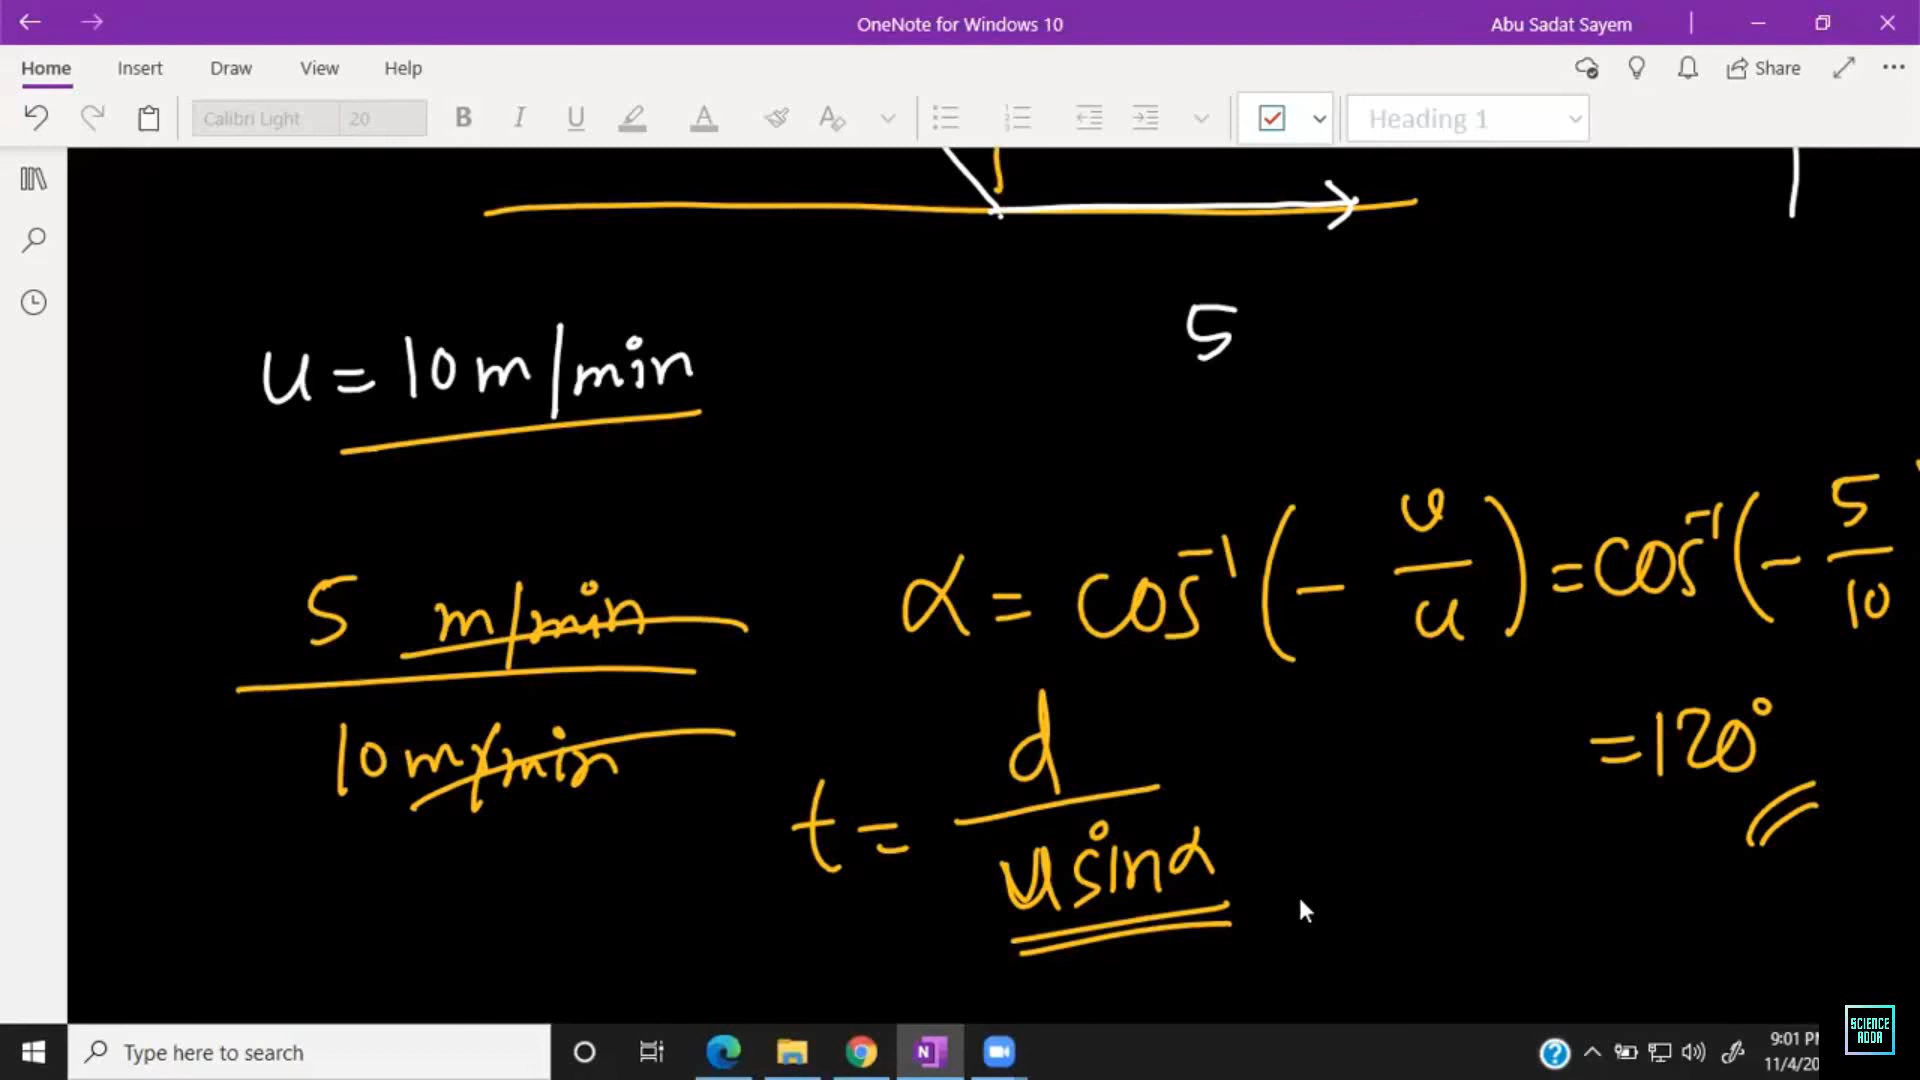 OneNote for Windows 10
Abu Sadat Sayem
Home Insert Draw View Help
Share
Calibri Light 20 B I U A A Heading 1
5
u = 10 m/min
α = cos⁻¹(- v/u) = cos⁻¹(- 5/10
5 m/min
10 m/min
= 120°
t = d/u sin α
Type here to search
9:01
11/4/20
SCIENCE
ADDA